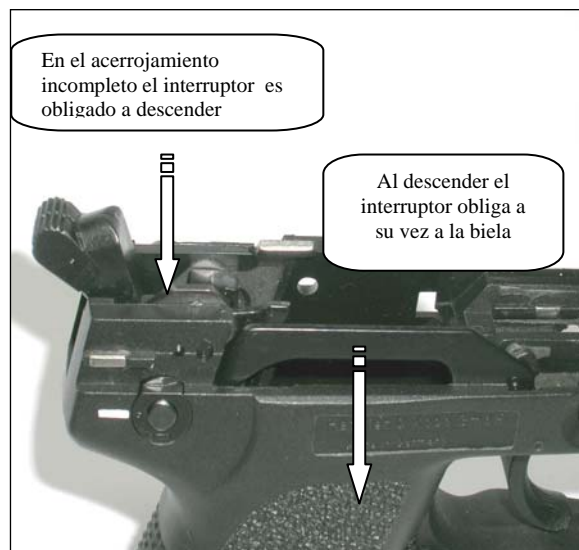 En el acerrojamiento
incompleto el interruptor es
obligado a descender
Al descender el
interruptor obliga a
su vez a la biela